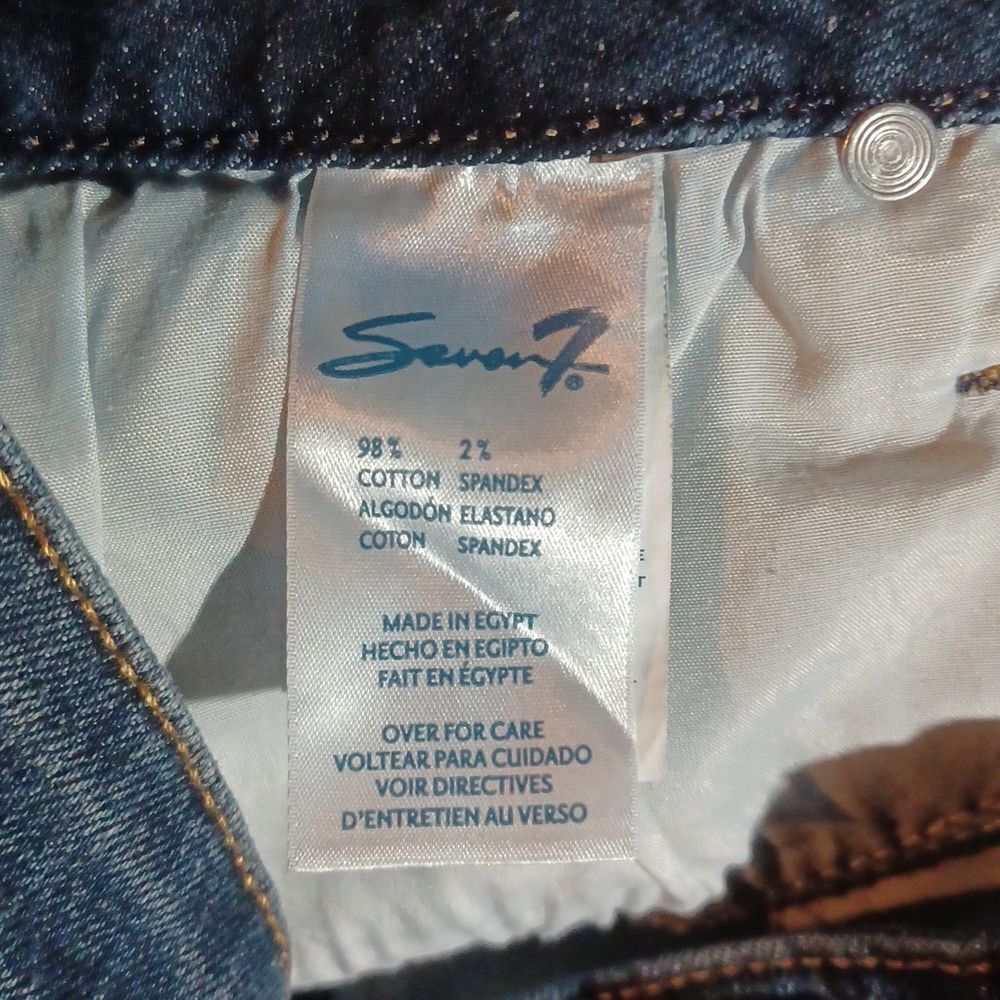 Seven7®
98% 2%
COTTON SPANDEX
ALGODÓN ELASTANO
COTON SPANDEX
MADE IN EGYPT
HECHO EN EGIPTO
FAIT EN ÉGYPTE
OVER FOR CARE
VOLTEAR PARA CUIDADO
VOIR DIRECTIVES
D'ENTRETIEN AU VERSO
E
T